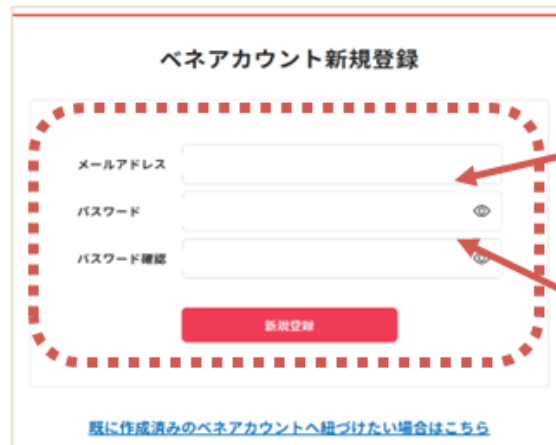 ベネアカウント新規登録
メールアドレス
パスワード
パスワード確認
新規登録
既に作成済みのベネアカウントへ紐づけたい場合はこちら